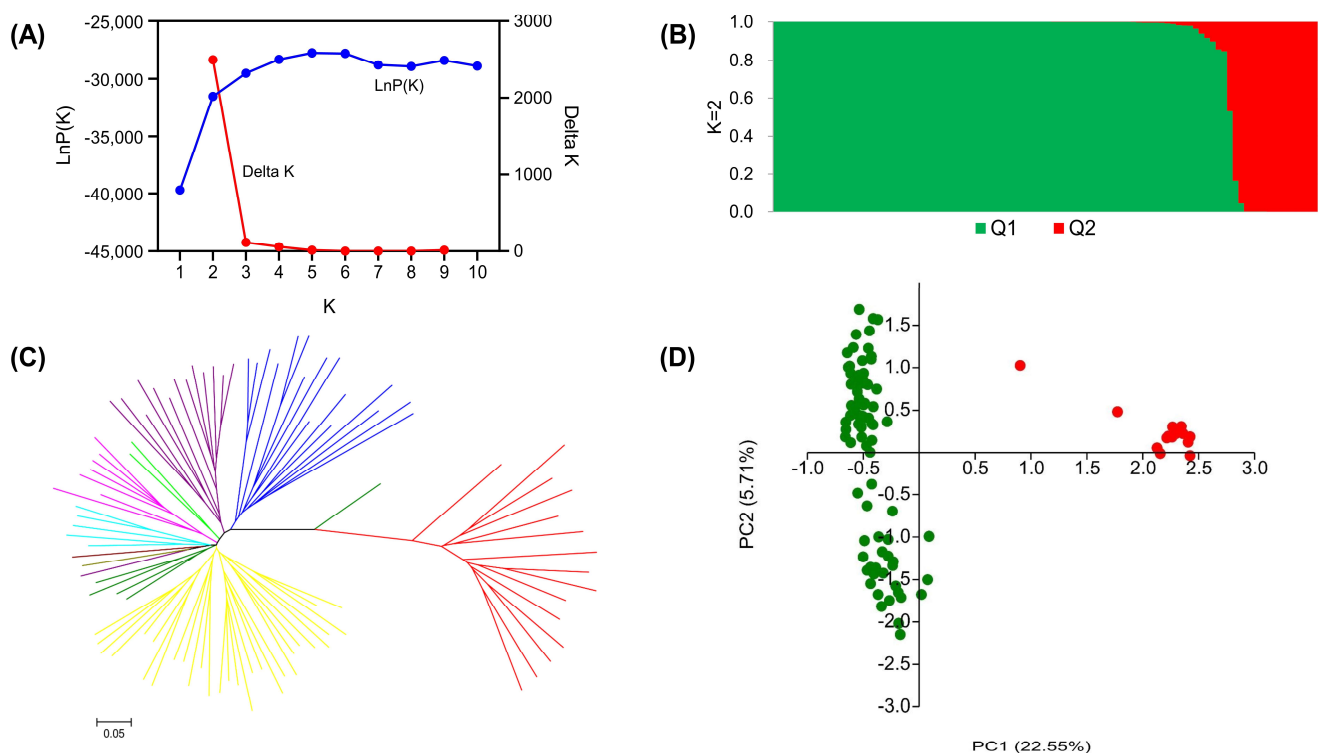 (A)
-25,000
-30,000
-35,000
-40,000
-45,000
LnP(K)
3000
2000
1000
0
Delta K
LnP(K)
Delta K
1 2 3 4 5 6 7 8 9 10
K
(B)
1.0
0.8
0.6
0.4
0.2
0.0
K=2
Q1 Q2
(C)
0.05
(D)
1.5
1.0
0.5
-1.0 -0.5 0.5 1.0 1.5 2.0 2.5 3.0
-0.5
-1.0
-1.5
-2.0
-2.5
-3.0
PC2 (5.71%)
PC1 (22.55%)